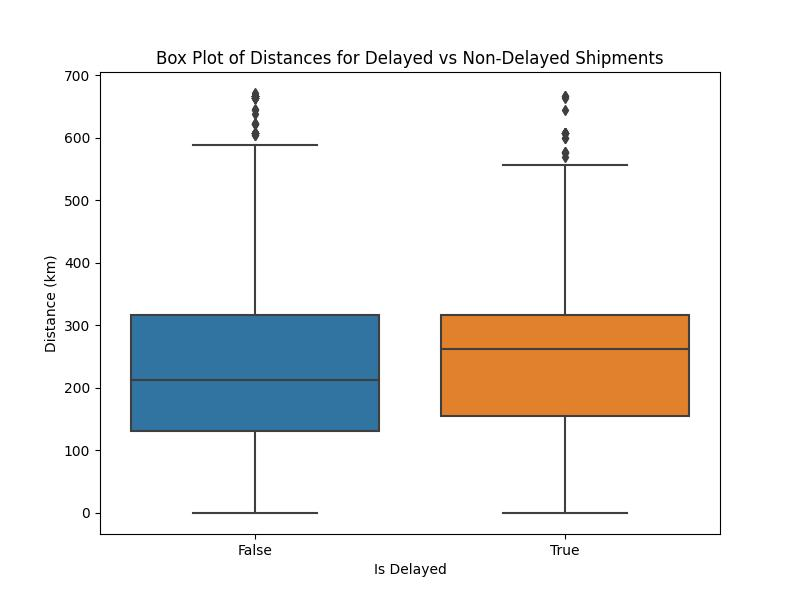 Box Plot of Distances for Delayed vs Non-Delayed Shipments
700
600
500
400
300
200
100
0
Distance (km)
False
True
Is Delayed